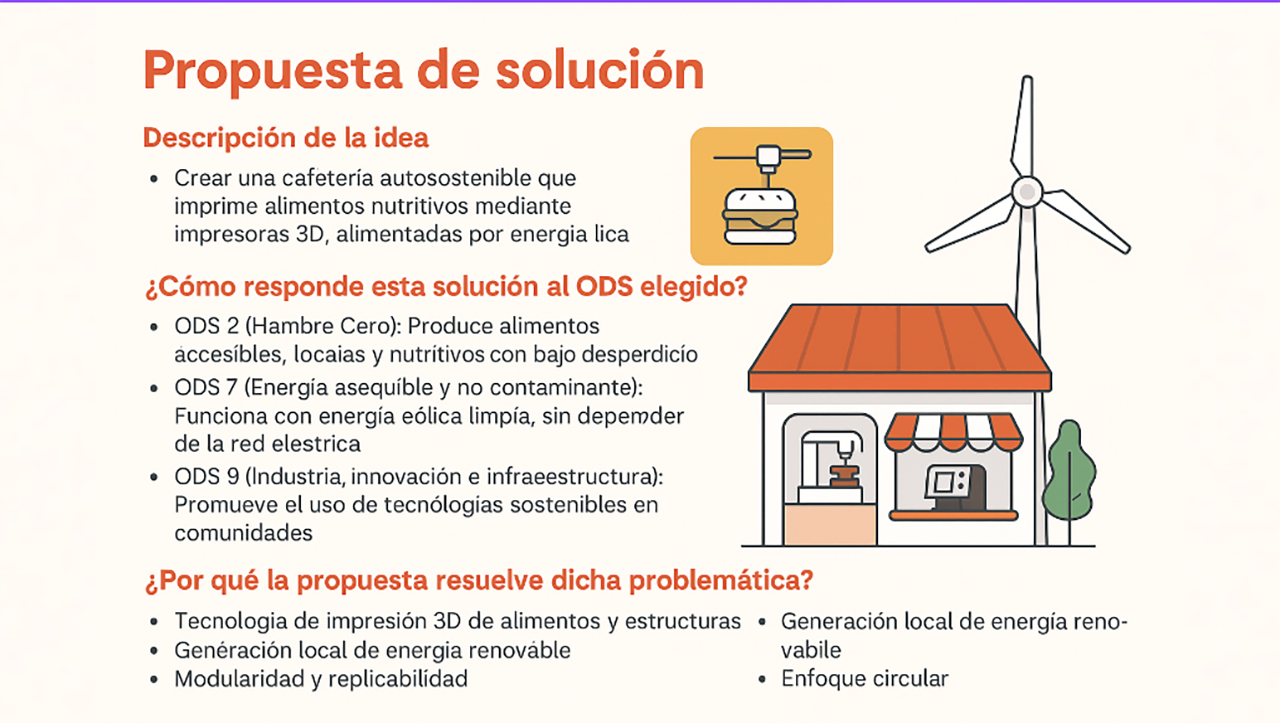 Propuesta de solución
Descripción de la idea
• Crear una cafetería autosostenible que
imprime alimentos nutritivos mediante
impresoras 3D, alimentadas por energia lica
¿Cómo responde esta solución al ODS elegido?
• ODS 2 (Hambre Cero): Produce alimentos
accesíbles, locaias y nutrítivos con bajo desperdicío
• ODS 7 (Energía asequíble y no contaminante):
Funciona con energía eólica limpía, sin depemder
de la red elestrica
• ODS 9 (Industria, innovación e infraeestructura):
Promueve el uso de tecnólogías sostenibles en
comunidades
¿Por qué la propuesta resuelve dicha problemática?
• Tecnologia de impresión 3D de alimentos y estructuras
• Genéración local de energia renováble
• Modularidad y replicabilídad
• Generación local de energía reno-
vabile
• Enfoque circular